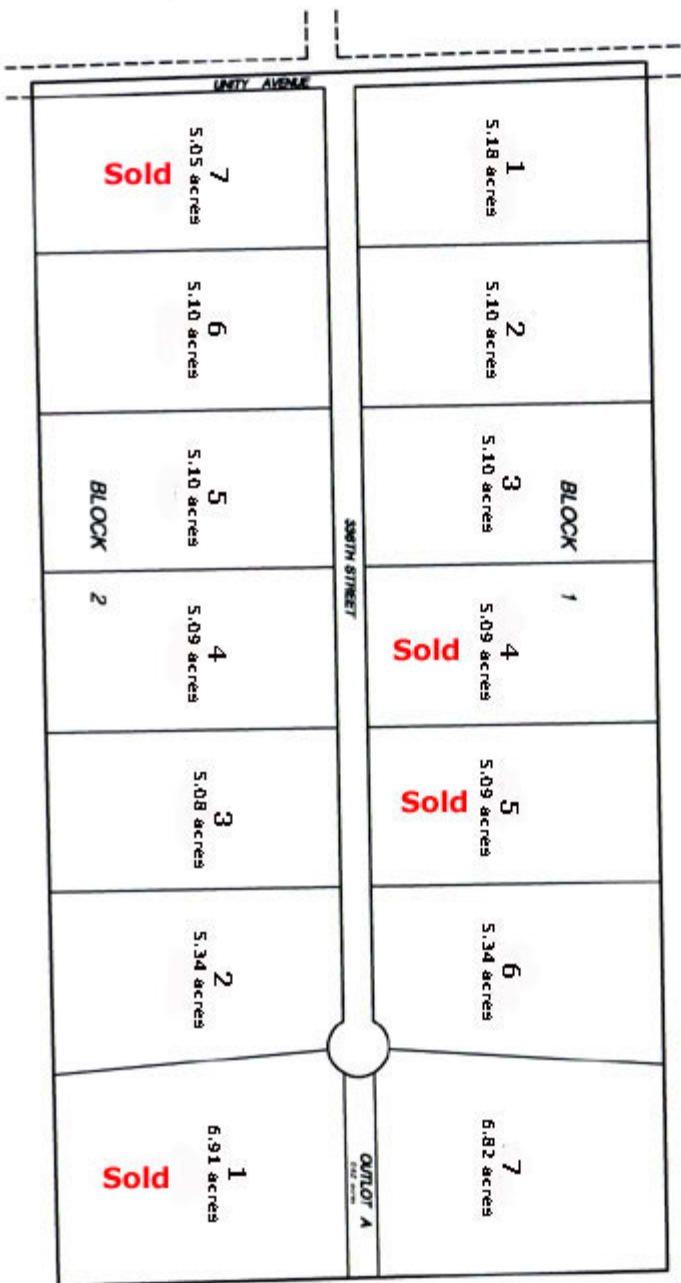 UNITY AVENUE
7
5.05 acres
Sold
1
5.18 acres
6
5.10 acres
2
5.10 acres
5
5.10 acres
3
5.10 acres
BLOCK 2
BLOCK 1
336TH STREET
4
5.09 acres
4
5.09 acres
Sold
3
5.08 acres
5
5.09 acres
Sold
2
5.34 acres
6
5.34 acres
1
6.91 acres
Sold
7
6.82 acres
OUTLOT A